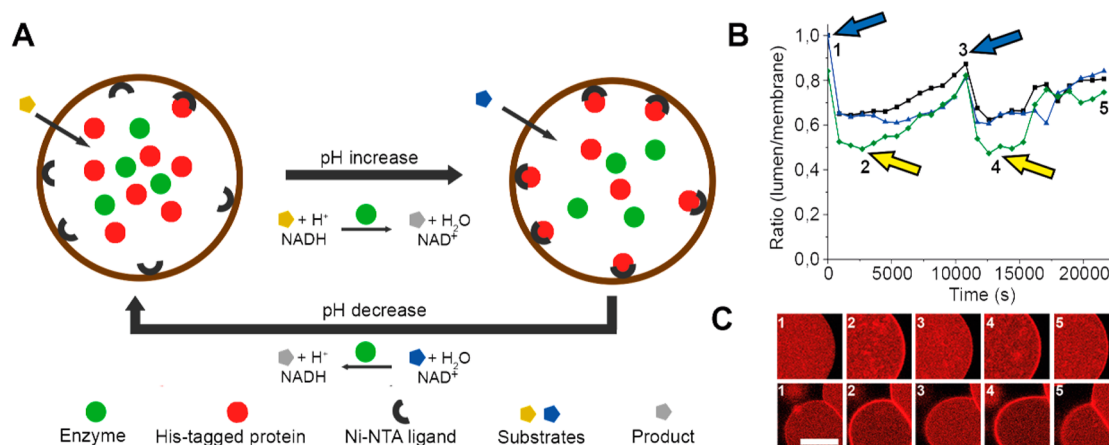 A
pH increase
+ H⁺
NADH
+ H₂O
NAD⁺
pH decrease
+ H⁺
NADH
+ H₂O
NAD⁺
Enzyme
His-tagged protein
Ni-NTA ligand
Substrates
Product
B
Ratio (lumen/membrane)
1,0
0,8
0,6
0,4
0,2
0,0
1
2
3
4
5
0
5000
10000
15000
20000
Time (s)
C
1
2
3
4
5
1
2
3
4
5